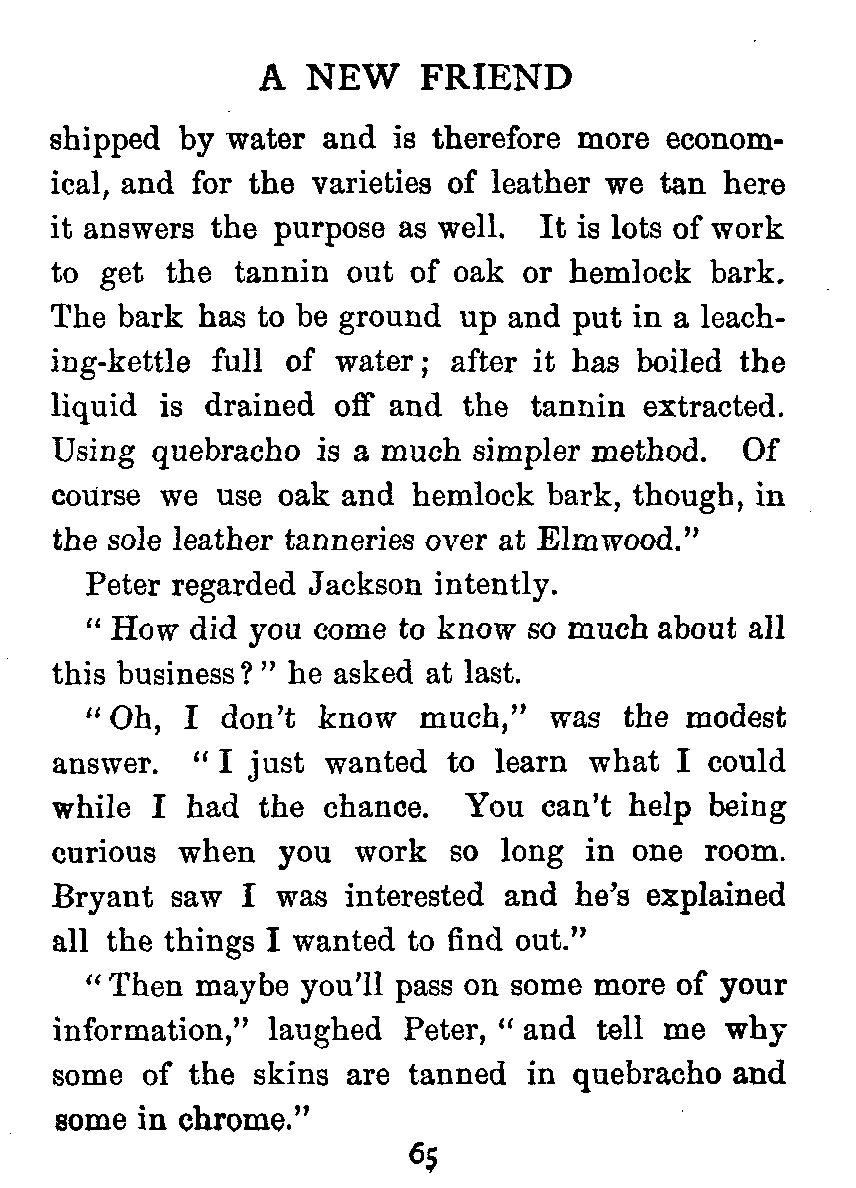 A NEW FRIEND
shipped by water and is therefore more econom-
ical, and for the varieties of leather we tan here
it answers the purpose as well. It is lots of work
to get the tannin out of oak or hemlock bark.
The bark has to be ground up and put in a leach-
ing-kettle full of water; after it has boiled the
liquid is drained off and the tannin extracted.
Using quebracho is a much simpler method. Of
course we use oak and hemlock bark, though, in
the sole leather tanneries over at Elmwood."
Peter regarded Jackson intently.
"How did you come to know so much about all
this business?" he asked at last.
"Oh, I don't know much," was the modest
answer. "I just wanted to learn what I could
while I had the chance. You can't help being
curious when you work so long in one room.
Bryant saw I was interested and he's explained
all the things I wanted to find out."
"Then maybe you'll pass on some more of your
information," laughed Peter, "and tell me why
some of the skins are tanned in quebracho and
some in chrome."
65